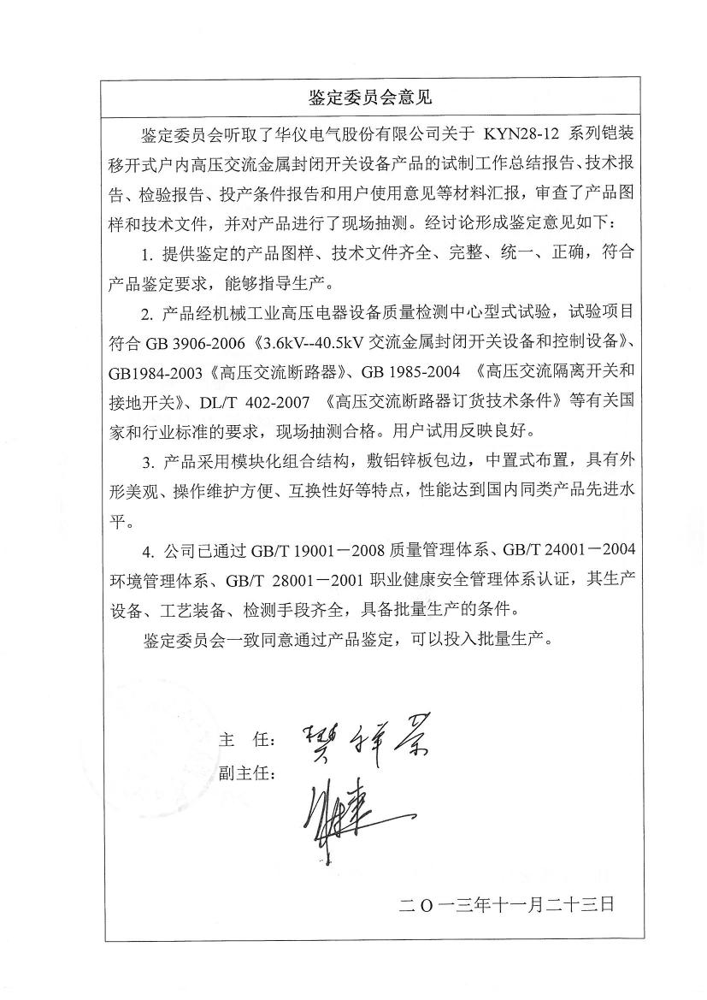 鉴定委员会意见
鉴定委员会听取了华仪电气股份有限公司关于 KYN28-12 系列铠装
移开式户内高压交流金属封闭开关设备产品的试制工作总结报告、技术报
告、检验报告、投产条件报告和用户使用意见等材料汇报，审查了产品图
样和技术文件，并对产品进行了现场抽测。经讨论形成鉴定意见如下：
1. 提供鉴定的产品图样、技术文件齐全、完整、统一、正确，符合
产品鉴定要求，能够指导生产。
2. 产品经机械工业高压电器设备质量检测中心型式试验，试验项目
符合 GB 3906-2006《3.6kV--40.5kV 交流金属封闭开关设备和控制设备》、
GB1984-2003《高压交流断路器》、GB 1985-2004 《高压交流隔离开关和
接地开关》、DL/T 402-2007 《高压交流断路器订货技术条件》等有关国
家和行业标准的要求，现场抽测合格。用户试用反映良好。
3. 产品采用模块化组合结构，敷铝锌板包边，中置式布置，具有外
形美观、操作维护方便、互换性好等特点，性能达到国内同类产品先进水
平。
4. 公司已通过 GB/T 19001－2008 质量管理体系、GB/T 24001－2004
环境管理体系、GB/T 28001－2001 职业健康安全管理体系认证，其生产
设备、工艺装备、检测手段齐全，具备批量生产的条件。
鉴定委员会一致同意通过产品鉴定，可以投入批量生产。
主 任：樊祥荣
副主任：
二О一三年十一月二十三日